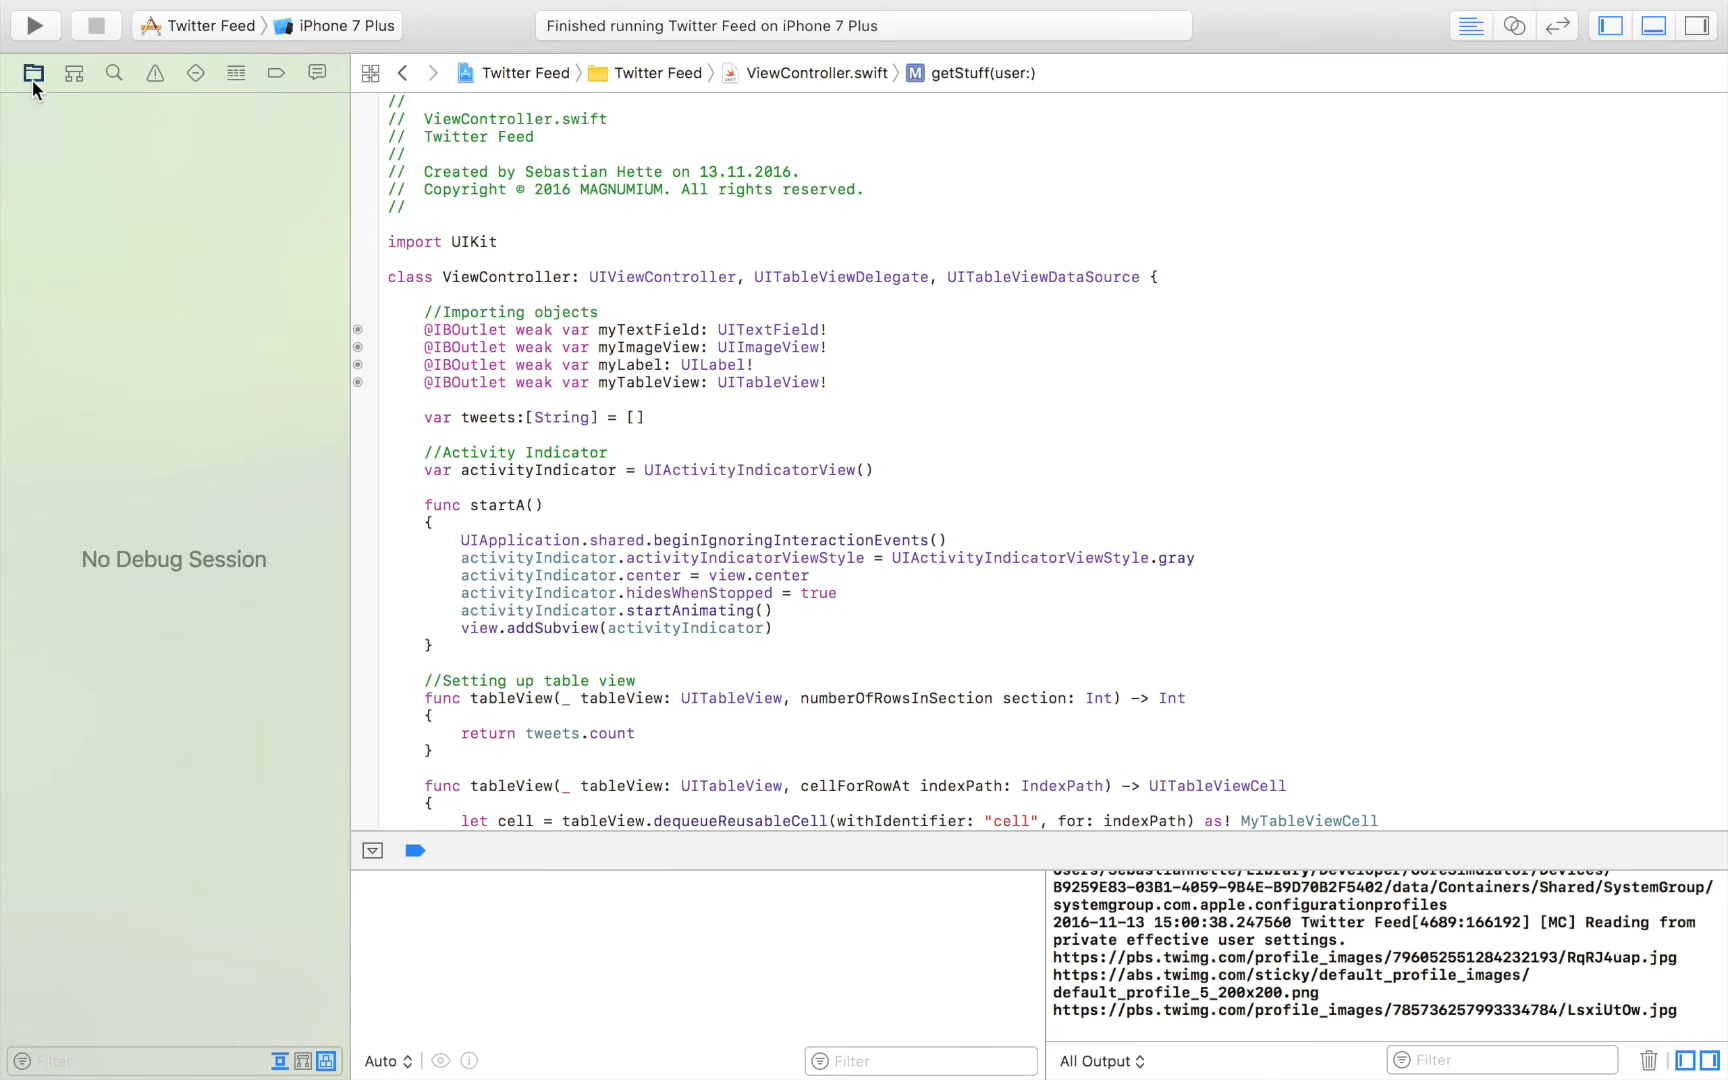 Twitter Feed
iPhone 7 Plus
Finished running Twitter Feed on iPhone 7 Plus
Twitter Feed
Twitter Feed
ViewController.swift
M getStuff(user:)
//
//  ViewController.swift
//  Twitter Feed
//
//  Created by Sebastian Hette on 13.11.2016.
//  Copyright © 2016 MAGNUMIUM. All rights reserved.
//
import UIKit
class ViewController: UIViewController, UITableViewDelegate, UITableViewDataSource {
//Importing objects
@IBOutlet weak var myTextField: UITextField!
@IBOutlet weak var myImageView: UIImageView!
@IBOutlet weak var myLabel: UILabel!
@IBOutlet weak var myTableView: UITableView!
var tweets:[String] = []
//Activity Indicator
var activityIndicator = UIActivityIndicatorView()
func startA()
{
UIApplication.shared.beginIgnoringInteractionEvents()
activityIndicator.activityIndicatorViewStyle = UIActivityIndicatorViewStyle.gray
activityIndicator.center = view.center
activityIndicator.hidesWhenStopped = true
activityIndicator.startAnimating()
view.addSubview(activityIndicator)
}
//Setting up table view
func tableView(_ tableView: UITableView, numberOfRowsInSection section: Int) -> Int
{
return tweets.count
}
func tableView(_ tableView: UITableView, cellForRowAt indexPath: IndexPath) -> UITableViewCell
{
let cell = tableView.dequeueReusableCell(withIdentifier: "cell", for: indexPath) as! MyTableViewCell
No Debug Session
B9259E83-03B1-4059-9B4E-B9D70B2F5402/data/Containers/Shared/SystemGroup/
systemgroup.com.apple.configurationprofiles
2016-11-13 15:00:38.247560 Twitter Feed[4689:166192] [MC] Reading from
private effective user settings.
https://pbs.twimg.com/profile_images/796052551284232193/RqRJ4uap.jpg
https://abs.twimg.com/sticky/default_profile_images/
default_profile_5_200x200.png
https://pbs.twimg.com/profile_images/785736257993334784/LsxiUtOw.jpg
Filter
Auto
Filter
All Output
Filter